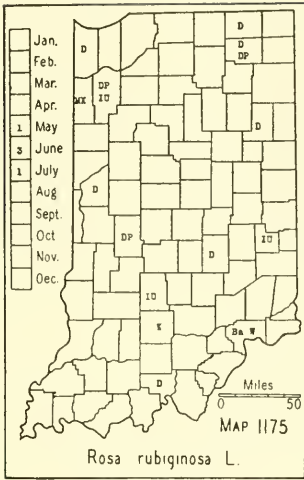 Jan.
Feb.
Mar.
Apr.
1 May
3 June
1 July
Aug
Sept.
Oct
Nov.
Dec.
D
D
D
DP
DP
IU
MX
D
D
DP
IU
D
IU
K
Ba W
D
Miles
0 50
MAP 1175
Rosa rubiginosa L.